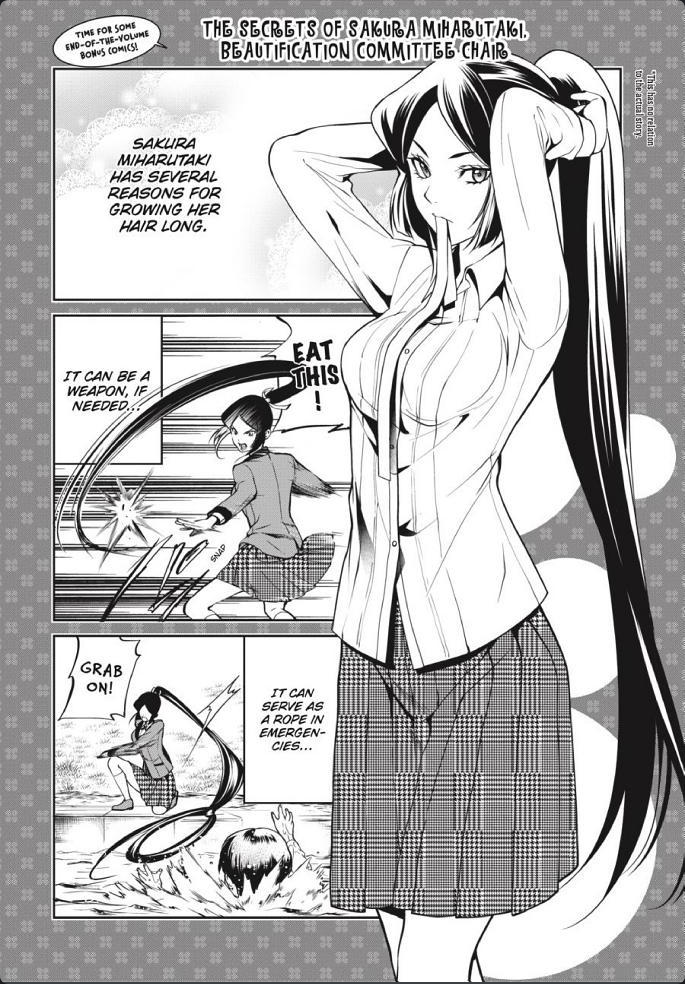 TIME FOR SOME
END-OF-THE-VOLUME
BONUS COMICS!
THE SECRETS OF SAKURA MIHARUTAKI,
BEAUTIFICATION COMMITTEE CHAIR
*This has no relation
to the actual story.
SAKURA
MIHARUTAKI
HAS SEVERAL
REASONS FOR
GROWING HER
HAIR LONG.
IT CAN BE A
WEAPON, IF
NEEDED...
EAT
THIS
!
SNAP
GRAB
ON!
IT CAN
SERVE AS
A ROPE IN
EMERGEN-
CIES...